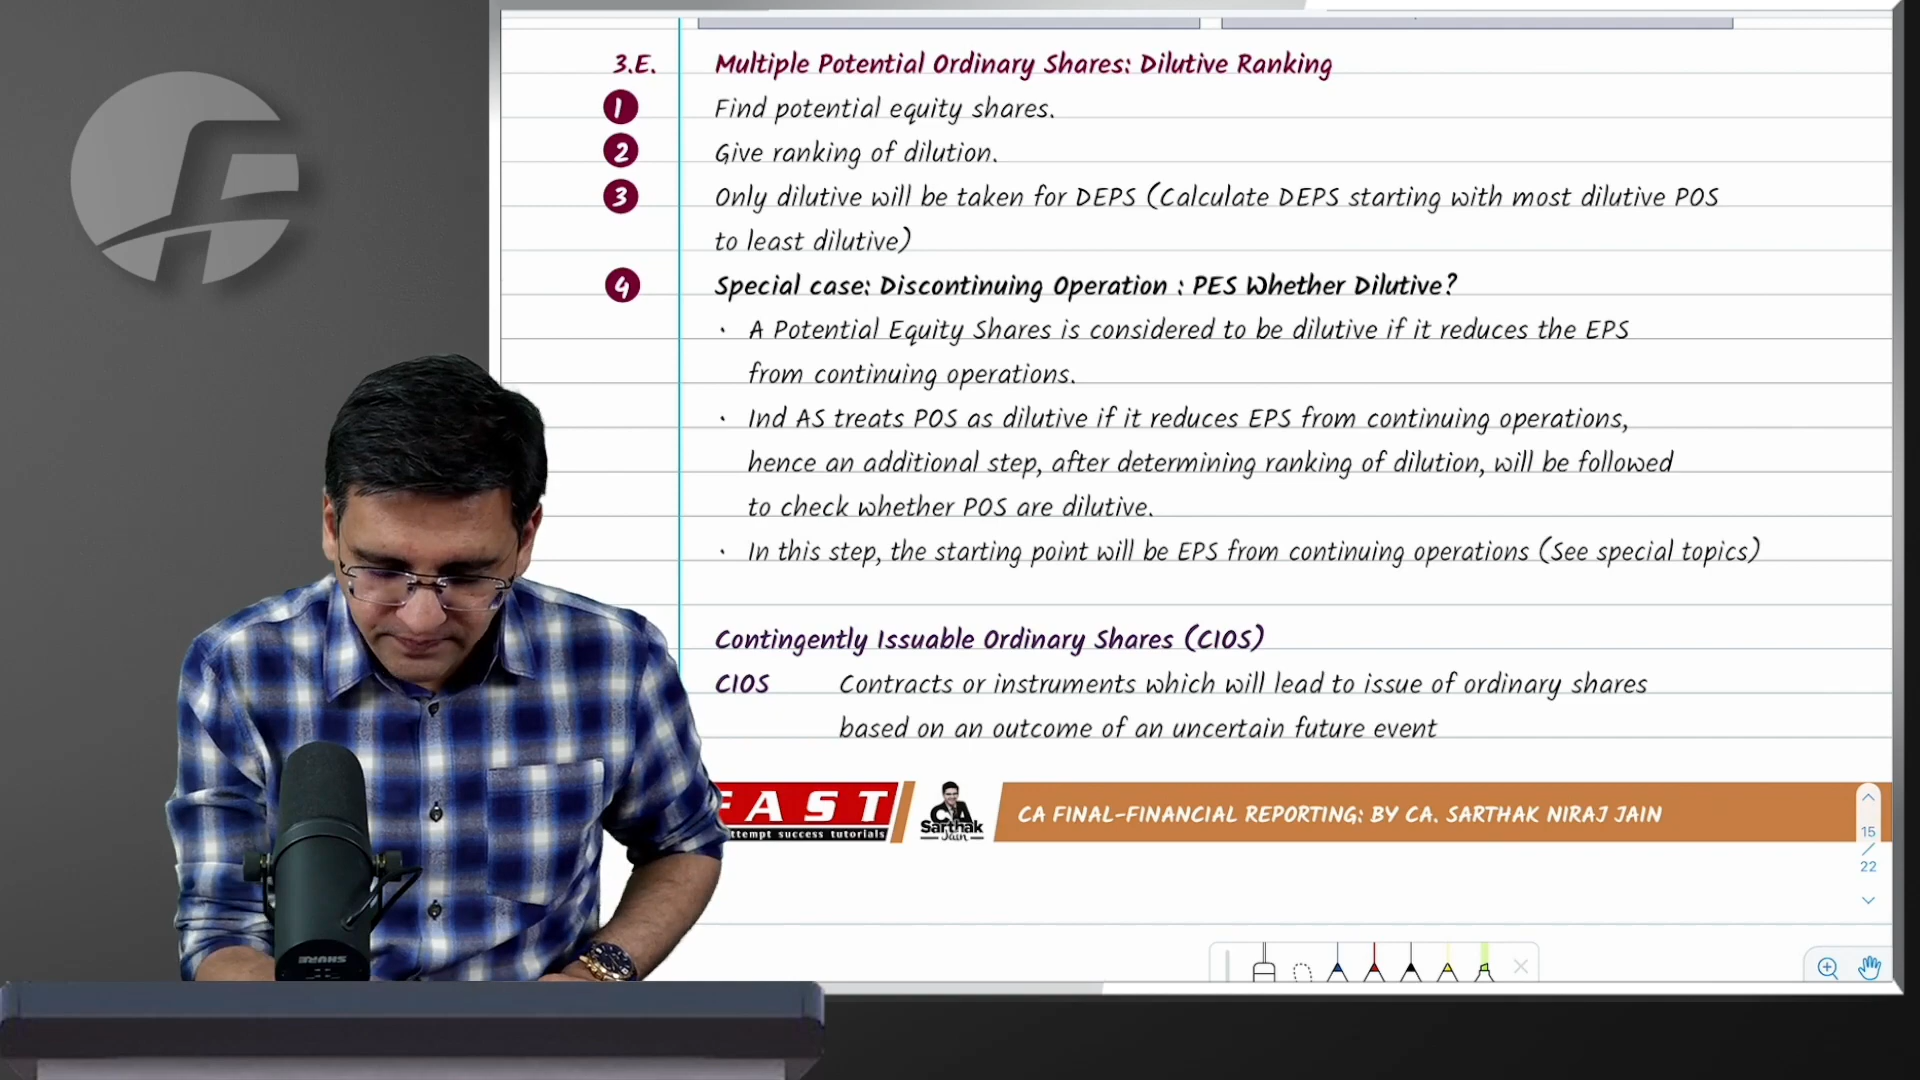 3.E. Multiple Potential Ordinary Shares: Dilutive Ranking
1 Find potential equity shares.
2 Give ranking of dilution.
3 Only dilutive will be taken for DEPS (Calculate DEPS starting with most dilutive POS
to least dilutive)
4 Special case: Discontinuing Operation : PES Whether Dilutive?
· A Potential Equity Shares is considered to be dilutive if it reduces the EPS
from continuing operations.
· Ind AS treats POS as dilutive if it reduces EPS from continuing operations,
hence an additional step, after determining ranking of dilution, will be followed
to check whether POS are dilutive.
· In this step, the starting point will be EPS from continuing operations (See special topics)
Contingently Issuable Ordinary Shares (CIOS)
CIOS Contracts or instruments which will lead to issue of ordinary shares
based on an outcome of an uncertain future event
FAST
ttempt success tutorials
CA
Sarthak
Jain
CA FINAL-FINANCIAL REPORTING: BY CA. SARTHAK NIRAJ JAIN
15
/
22
SHURE